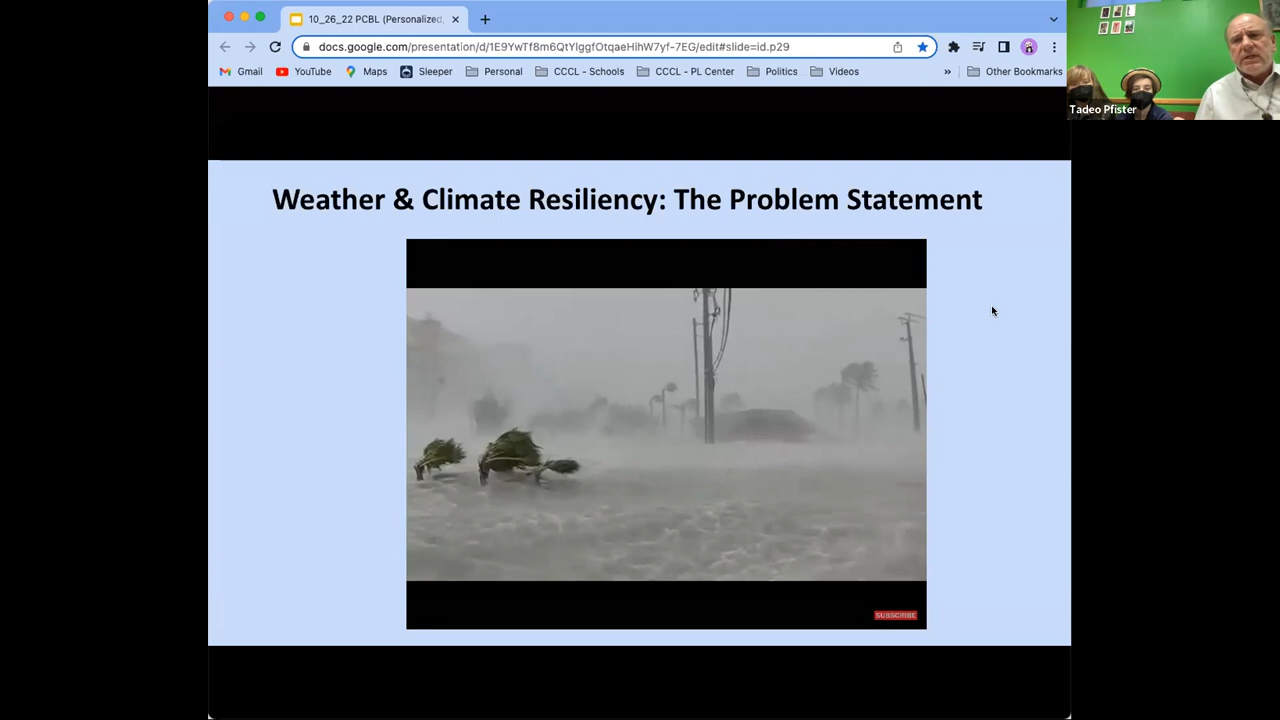 10_26_22 PCBL (Personalized,
docs.google.com/presentation/d/1E9YwTf8m6QtYlggfOtqaeHihW7yf-7EG/edit#slide=id.p29
Gmail YouTube Maps Sleeper Personal CCCL - Schools CCCL - PL Center Politics Videos » Other Bookmarks
Tadeo Pfister
Weather & Climate Resiliency: The Problem Statement
SUBSCRIBE